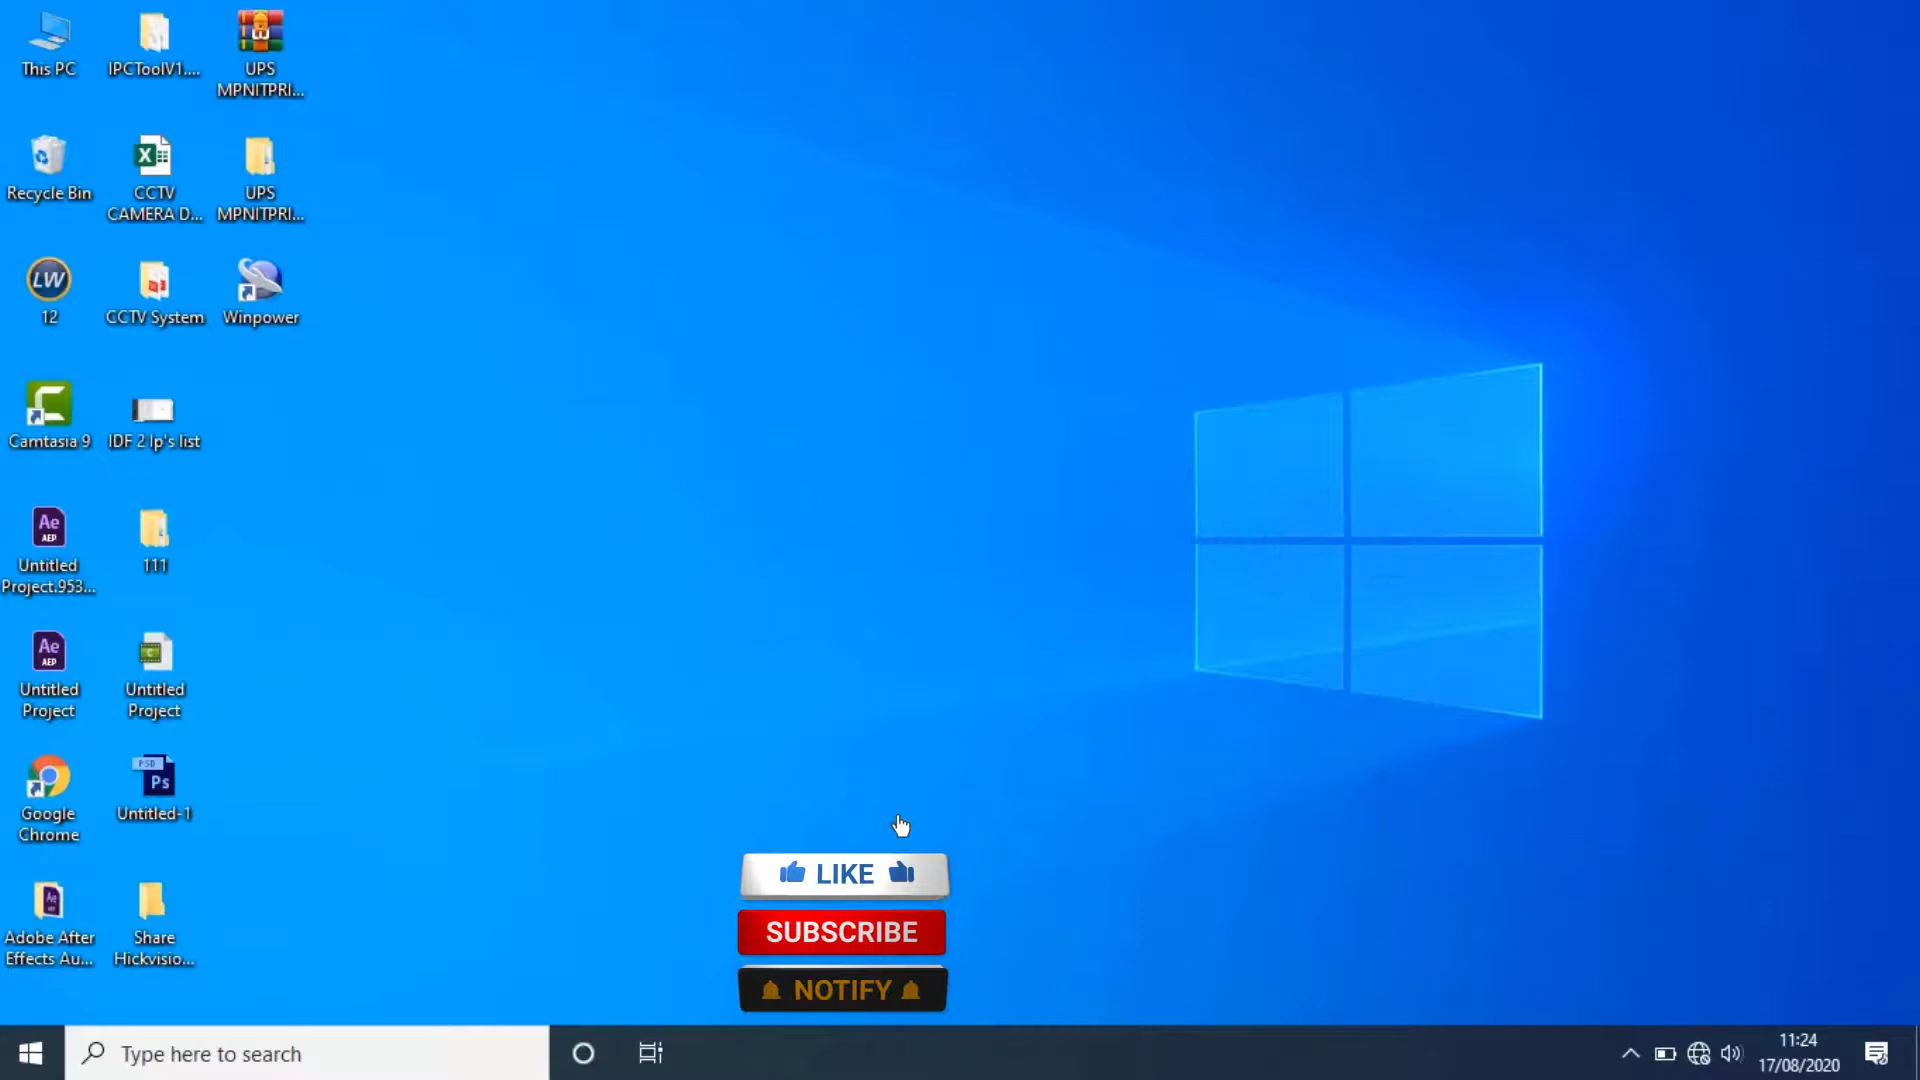 This PC
IPCToolV1....
UPS
MPNITPRI...
Recycle Bin
CCTV
CAMERA D...
UPS
MPNITPRI...
LW
12
CCTV System
Winpower
Camtasia 9
IDF 2 Ip's list
Ae
AEP
Untitled
Project.953...
111
Ae
AEP
Untitled
Project
Untitled
Project
Google
Chrome
PSD
Ps
Untitled-1
Ae
Adobe After
Effects Au...
Share
Hickvisio...
LIKE
SUBSCRIBE
NOTIFY
Type here to search
11:24
17/08/2020